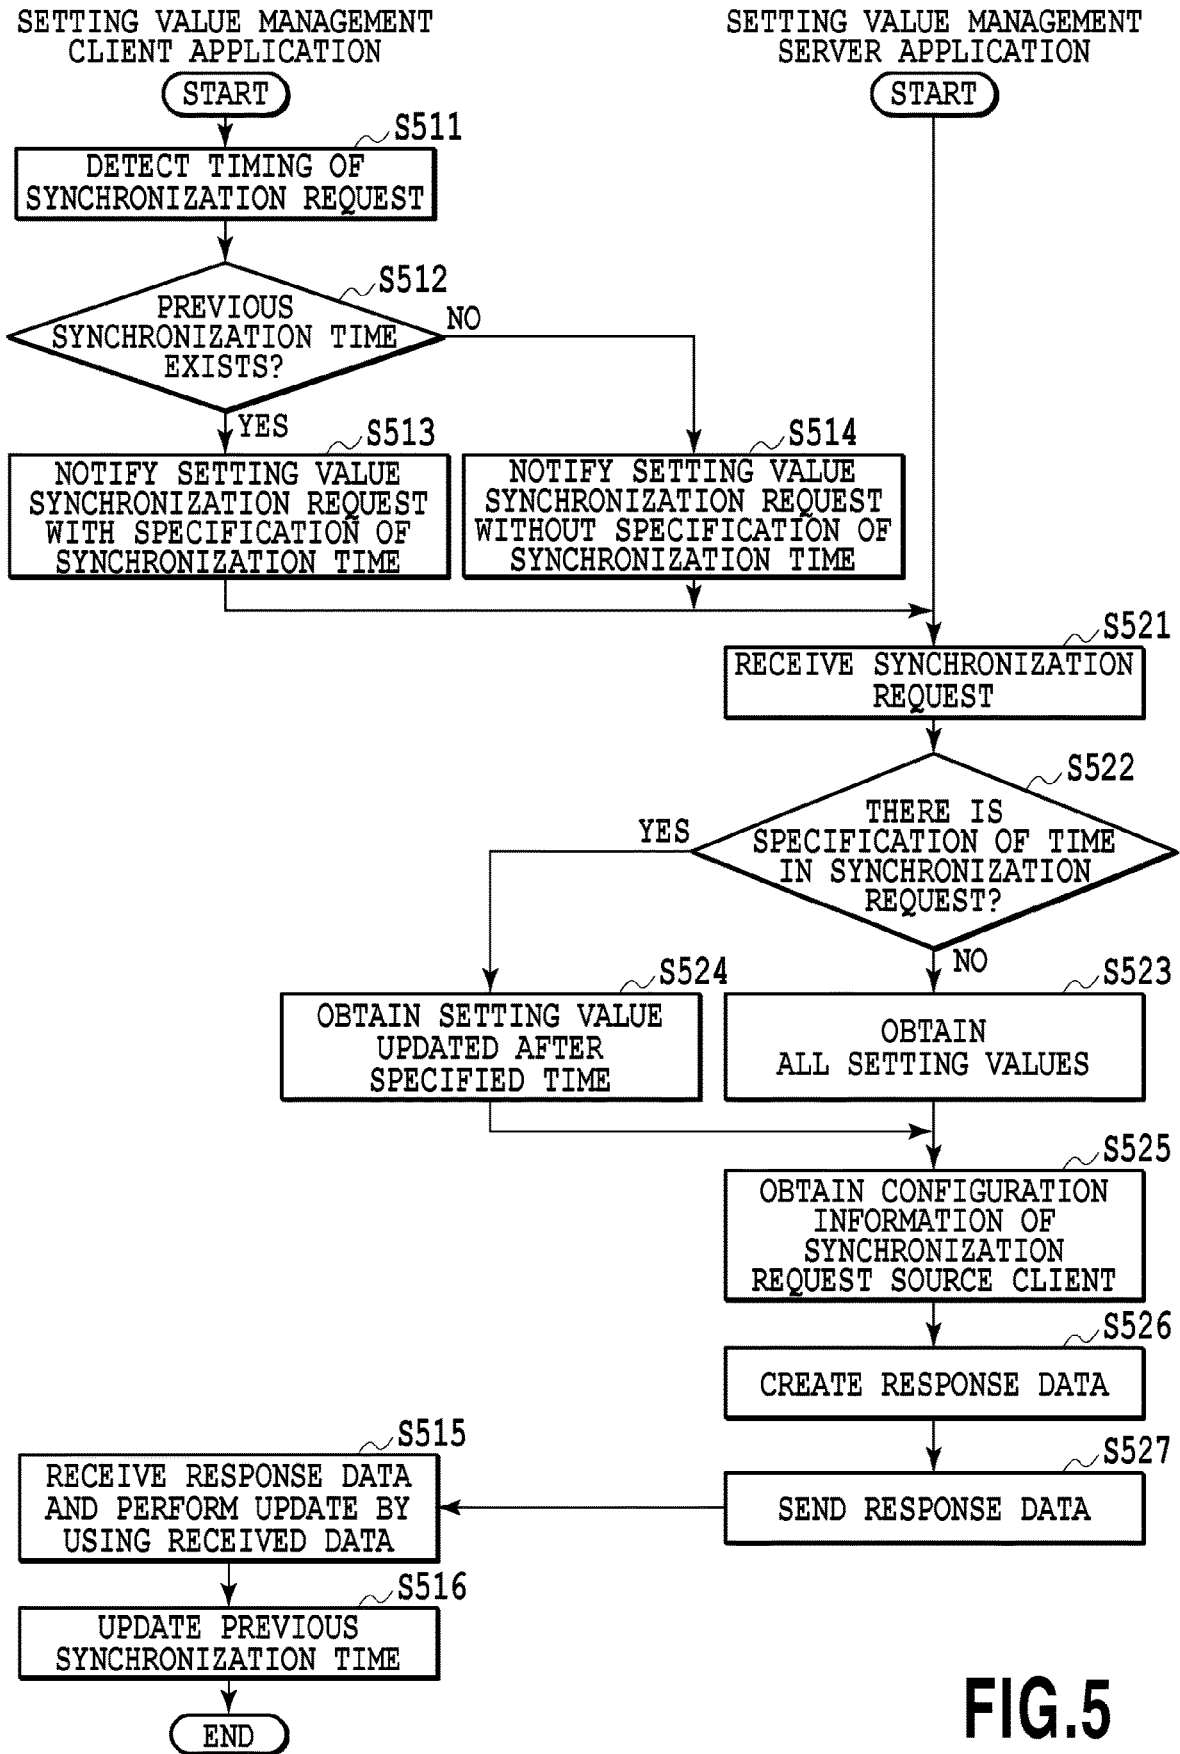 SETTING VALUE MANAGEMENT
CLIENT APPLICATION
START
S511
DETECT TIMING OF
SYNCHRONIZATION REQUEST
S512
PREVIOUS
SYNCHRONIZATION TIME
EXISTS?
NO
YES
S513
NOTIFY SETTING VALUE
SYNCHRONIZATION REQUEST
WITH SPECIFICATION OF
SYNCHRONIZATION TIME
S514
NOTIFY SETTING VALUE
SYNCHRONIZATION REQUEST
WITHOUT SPECIFICATION OF
SYNCHRONIZATION TIME
SETTING VALUE MANAGEMENT
SERVER APPLICATION
START
S521
RECEIVE SYNCHRONIZATION
REQUEST
S522
THERE IS
SPECIFICATION OF TIME
IN SYNCHRONIZATION
REQUEST?
YES
NO
S524
OBTAIN SETTING VALUE
UPDATED AFTER
SPECIFIED TIME
S523
OBTAIN
ALL SETTING VALUES
S525
OBTAIN CONFIGURATION
INFORMATION OF
SYNCHRONIZATION
REQUEST SOURCE CLIENT
S526
CREATE RESPONSE DATA
S527
SEND RESPONSE DATA
S515
RECEIVE RESPONSE DATA
AND PERFORM UPDATE BY
USING RECEIVED DATA
S516
UPDATE PREVIOUS
SYNCHRONIZATION TIME
END
FIG.5